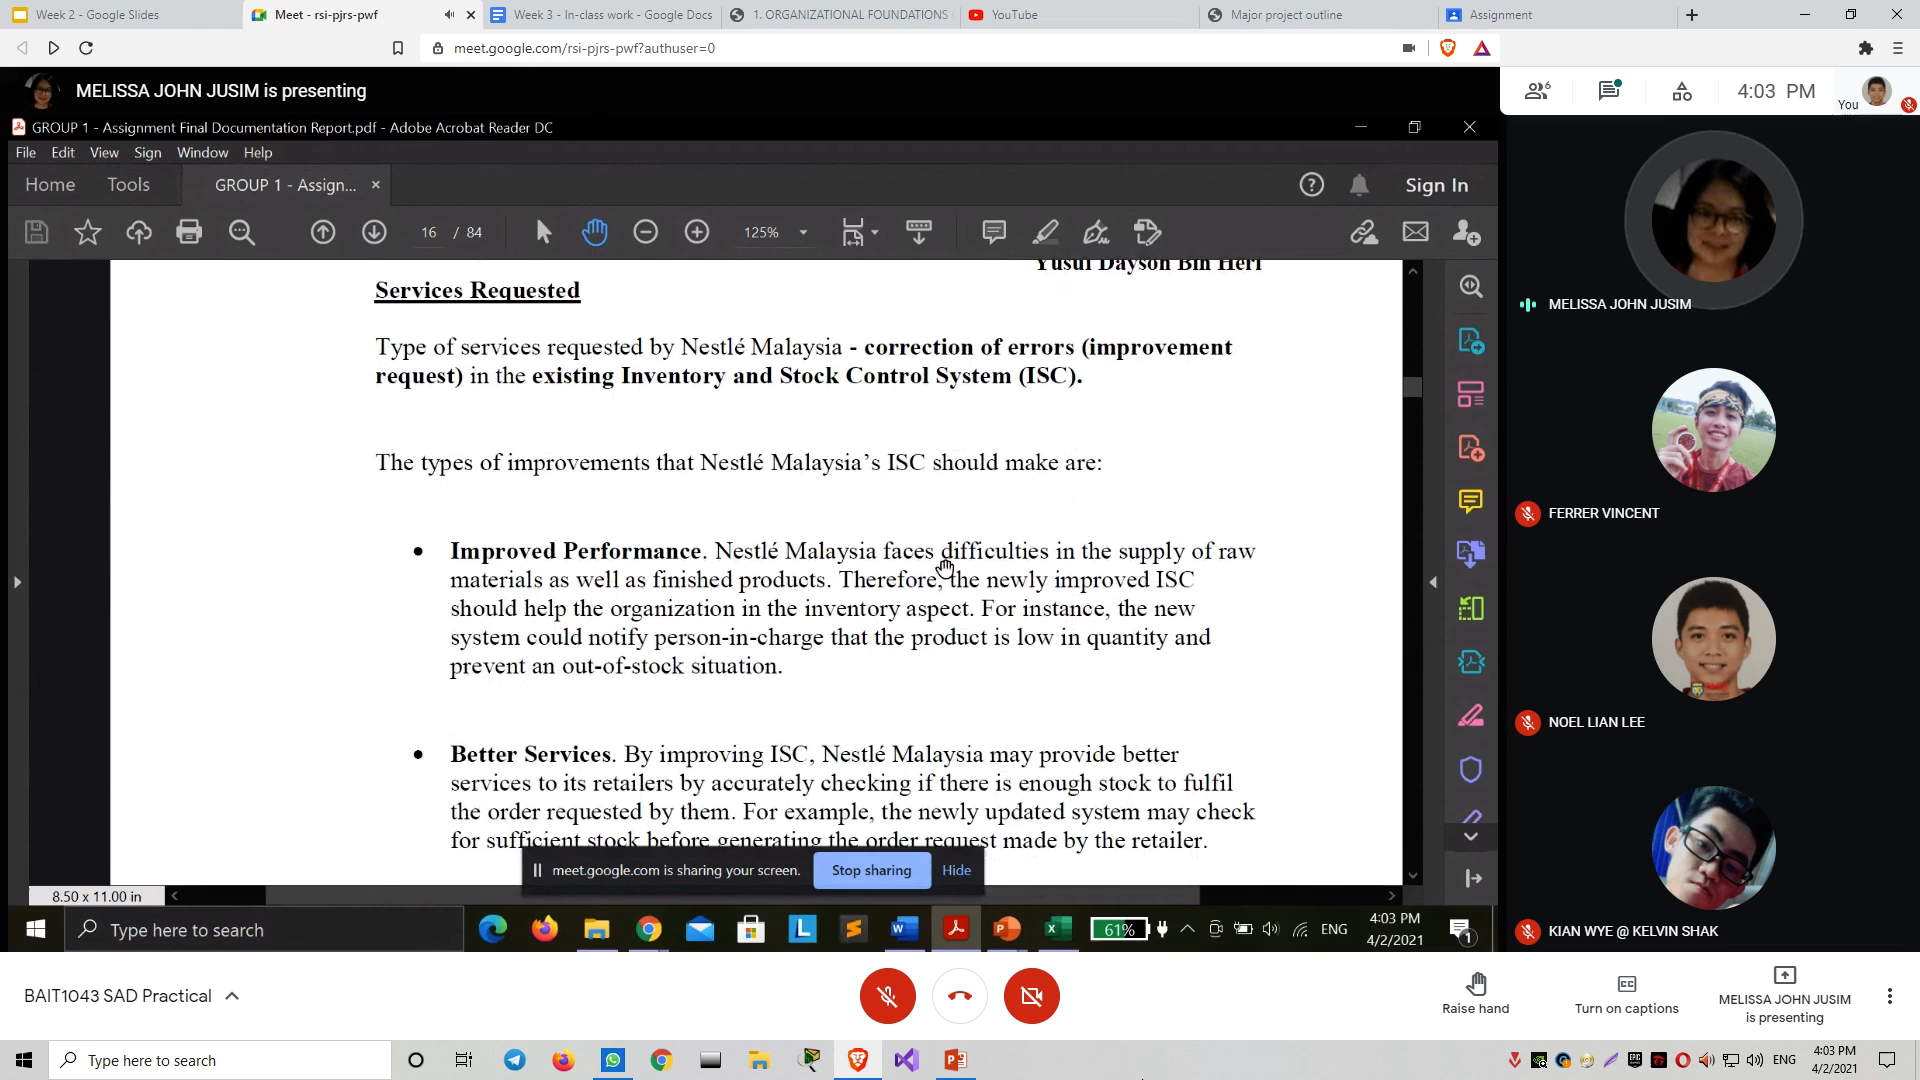 Week 2 - Google Slides
Meet - rsi-pjrs-pwf
Week 3 - In-class work - Google Docs
1. ORGANIZATIONAL FOUNDATIONS
YouTube
Major project outline
Assignment
meet.google.com/rsi-pjrs-pwf?authuser=0
MELISSA JOHN JUSIM is presenting
6
4:03 PM
You
GROUP 1 - Assignment Final Documentation Report.pdf - Adobe Acrobat Reader DC
File Edit View Sign Window Help
Home Tools GROUP 1 - Assign... Sign In
16 / 84 125%
Yusuf Dayson Bin Heri
Services Requested
Type of services requested by Nestlé Malaysia - correction of errors (improvement
request) in the existing Inventory and Stock Control System (ISC).
The types of improvements that Nestlé Malaysia’s ISC should make are:
• Improved Performance. Nestlé Malaysia faces difficulties in the supply of raw
materials as well as finished products. Therefore, the newly improved ISC
should help the organization in the inventory aspect. For instance, the new
system could notify person-in-charge that the product is low in quantity and
prevent an out-of-stock situation.
• Better Services. By improving ISC, Nestlé Malaysia may provide better
services to its retailers by accurately checking if there is enough stock to fulfil
the order requested by them. For example, the newly updated system may check
for sufficient stock before generating the order request made by the retailer.
meet.google.com is sharing your screen. Stop sharing Hide
8.50 x 11.00 in
Type here to search
61%
ENG
4:03 PM
4/2/2021
1
MELISSA JOHN JUSIM
FERRER VINCENT
NOEL LIAN LEE
KIAN WYE @ KELVIN SHAK
BAIT1043 SAD Practical
Raise hand
Turn on captions
MELISSA JOHN JUSIM
is presenting
Type here to search
ENG
4:03 PM
4/2/2021